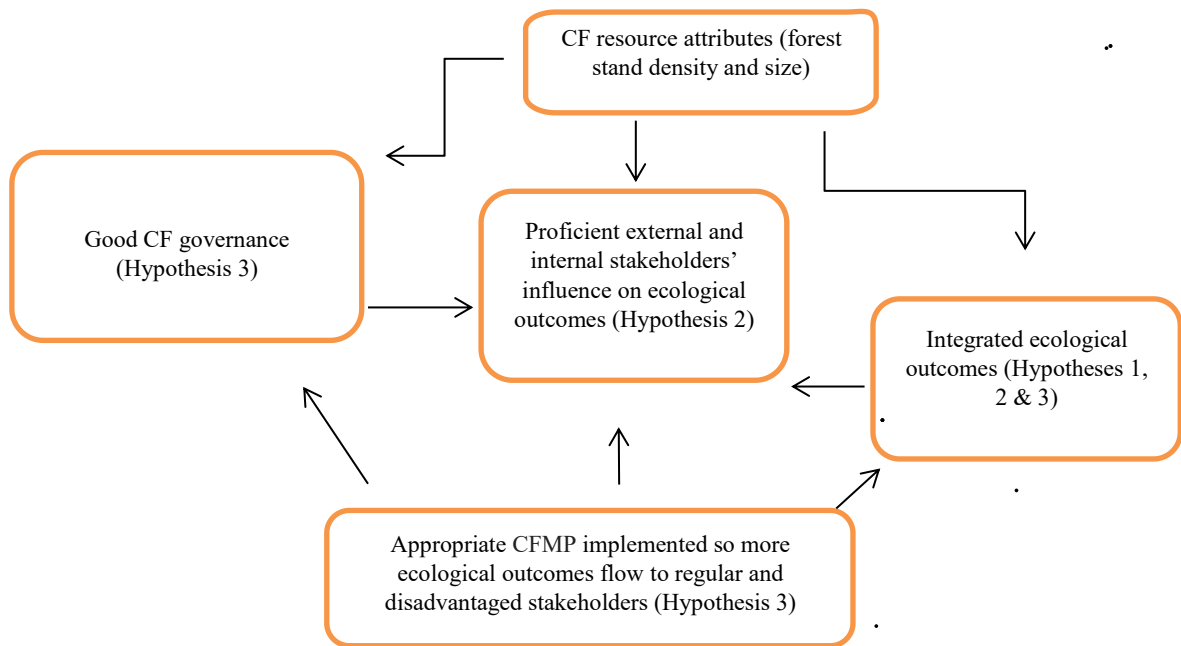 CF resource attributes (forest
stand density and size)
Good CF governance
(Hypothesis 3)
Proficient external and
internal stakeholders’
influence on ecological
outcomes (Hypothesis 2)
Integrated ecological
outcomes (Hypotheses 1,
2 & 3)
Appropriate CFMP implemented so more
ecological outcomes flow to regular and
disadvantaged stakeholders (Hypothesis 3)